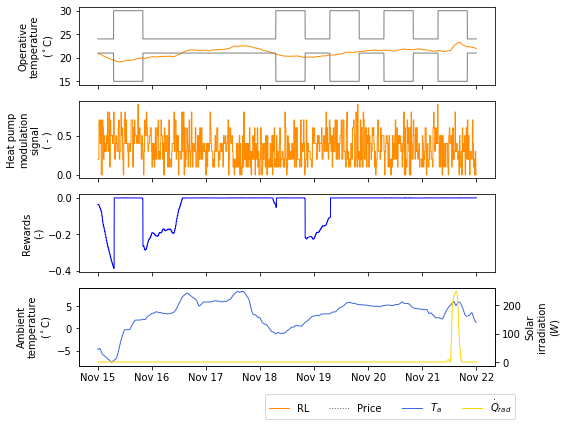 Operative
temperature
(°C)
30
25
20
15
Heat pump
modulation
signal
( - )
0.5
0.0
Rewards
(-)
0.0
−0.2
−0.4
Ambient
temperature
(°C)
5
0
−5
Solar
irradiation
(W)
200
100
0
Nov 15 Nov 16 Nov 17 Nov 18 Nov 19 Nov 20 Nov 21 Nov 22
RL Price Tₐ Q̇rad